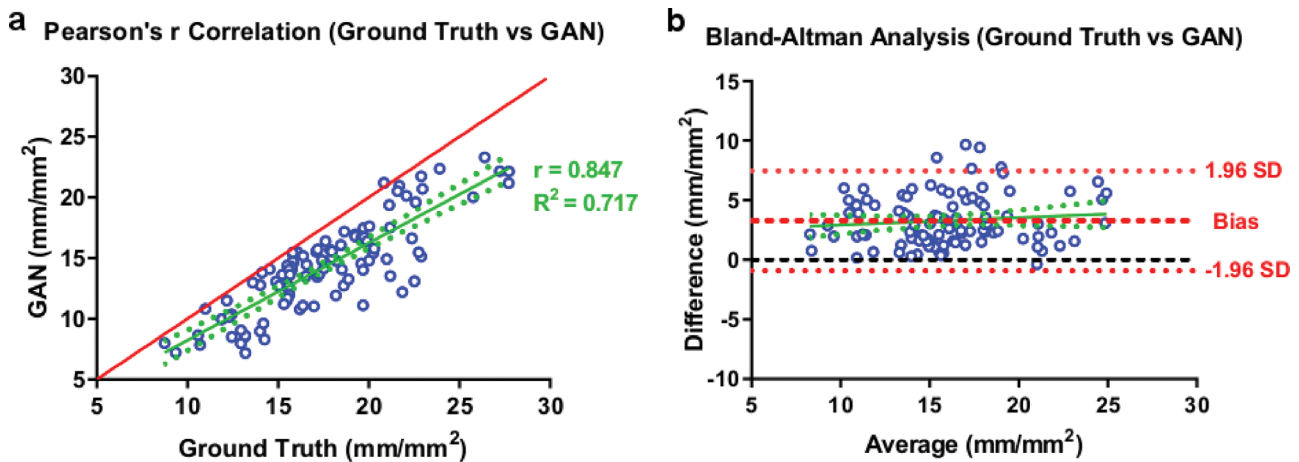 a Pearson's r Correlation (Ground Truth vs GAN)
30
25
20
15
10
5
GAN (mm/mm²)
r = 0.847
R² = 0.717
5 10 15 20 25 30
Ground Truth (mm/mm²)
b Bland-Altman Analysis (Ground Truth vs GAN)
15
10
5
0
-5
-10
Difference (mm/mm²)
1.96 SD
Bias
-1.96 SD
5 10 15 20 25 30
Average (mm/mm²)